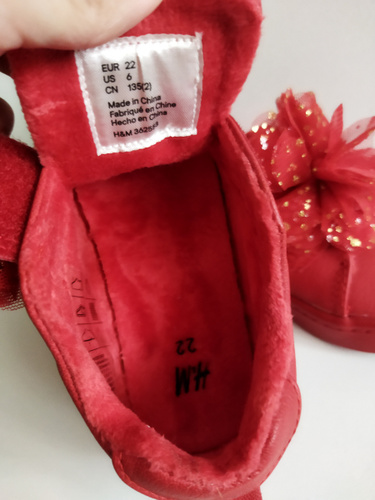 EUR 22
US 6
CN 135(2)
Made in China
Fabriqué en Chine
Hecho en China
22
H&M